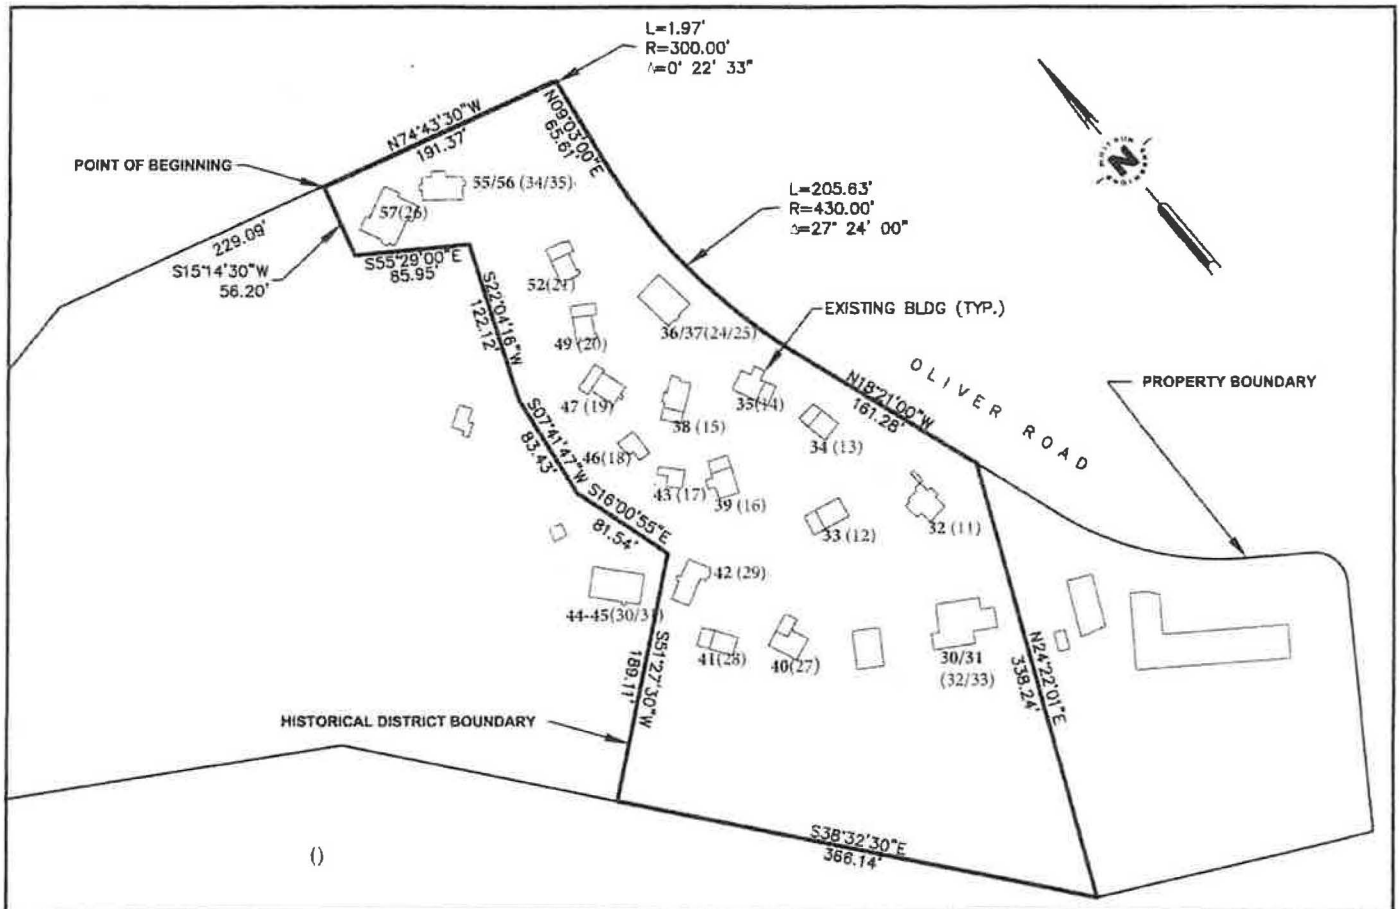 L=1.97'
R=300.00'
Δ=0° 22' 33"
N74°43'30"W
191.37'
N09°03'00"E
65.61'
POINT OF BEGINNING
55/56 (34/35)
57(26)
L=205.63'
R=430.00'
Δ=27° 24' 00"
N
229.09'
S15°14'30"W
56.20'
S55°29'00"E
85.95'
S22°04'16"W
122.12'
52(21)
49 (20)
36/37(24/25)
EXISTING BLDG (TYP.)
OLIVER ROAD
PROPERTY BOUNDARY
N18°21'00"W
161.28'
47 (19)
38 (15)
35(14)
34 (13)
S07°41'47"W
83.43'
46(18)
43 (17)
39 (16)
33 (12)
32 (11)
S16°00'55"E
81.54'
42 (29)
44-45(30/31)
41(28)
40(27)
30/31
(32/33)
N24°22'01"E
338.24'
S51°27'30"W
189.11'
HISTORICAL DISTRICT BOUNDARY
S38°32'30"E
366.14'
()